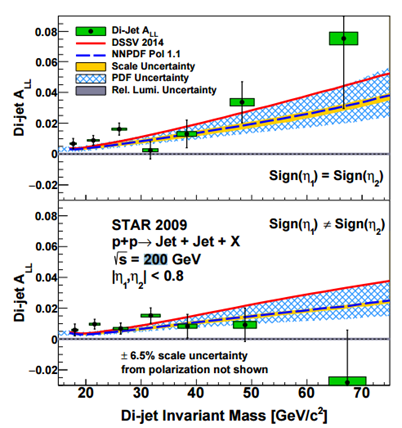 0.08
0.06
0.04
0.02
0
−0.02
Di-jet A_LL
Di-Jet A_LL
DSSV 2014
NNPDF Pol 1.1
Scale Uncertainty
PDF Uncertainty
Rel. Lumi. Uncertainty
Sign(η₁) = Sign(η₂)
0.08
0.06
0.04
0.02
0
−0.02
Di-jet A_LL
STAR 2009
p+p→ Jet + Jet + X
√s = 200 GeV
|η₁,η₂| < 0.8
Sign(η₁) ≠ Sign(η₂)
± 6.5% scale uncertainty
from polarization not shown
20 30 40 50 60 70
Di-jet Invariant Mass [GeV/c²]